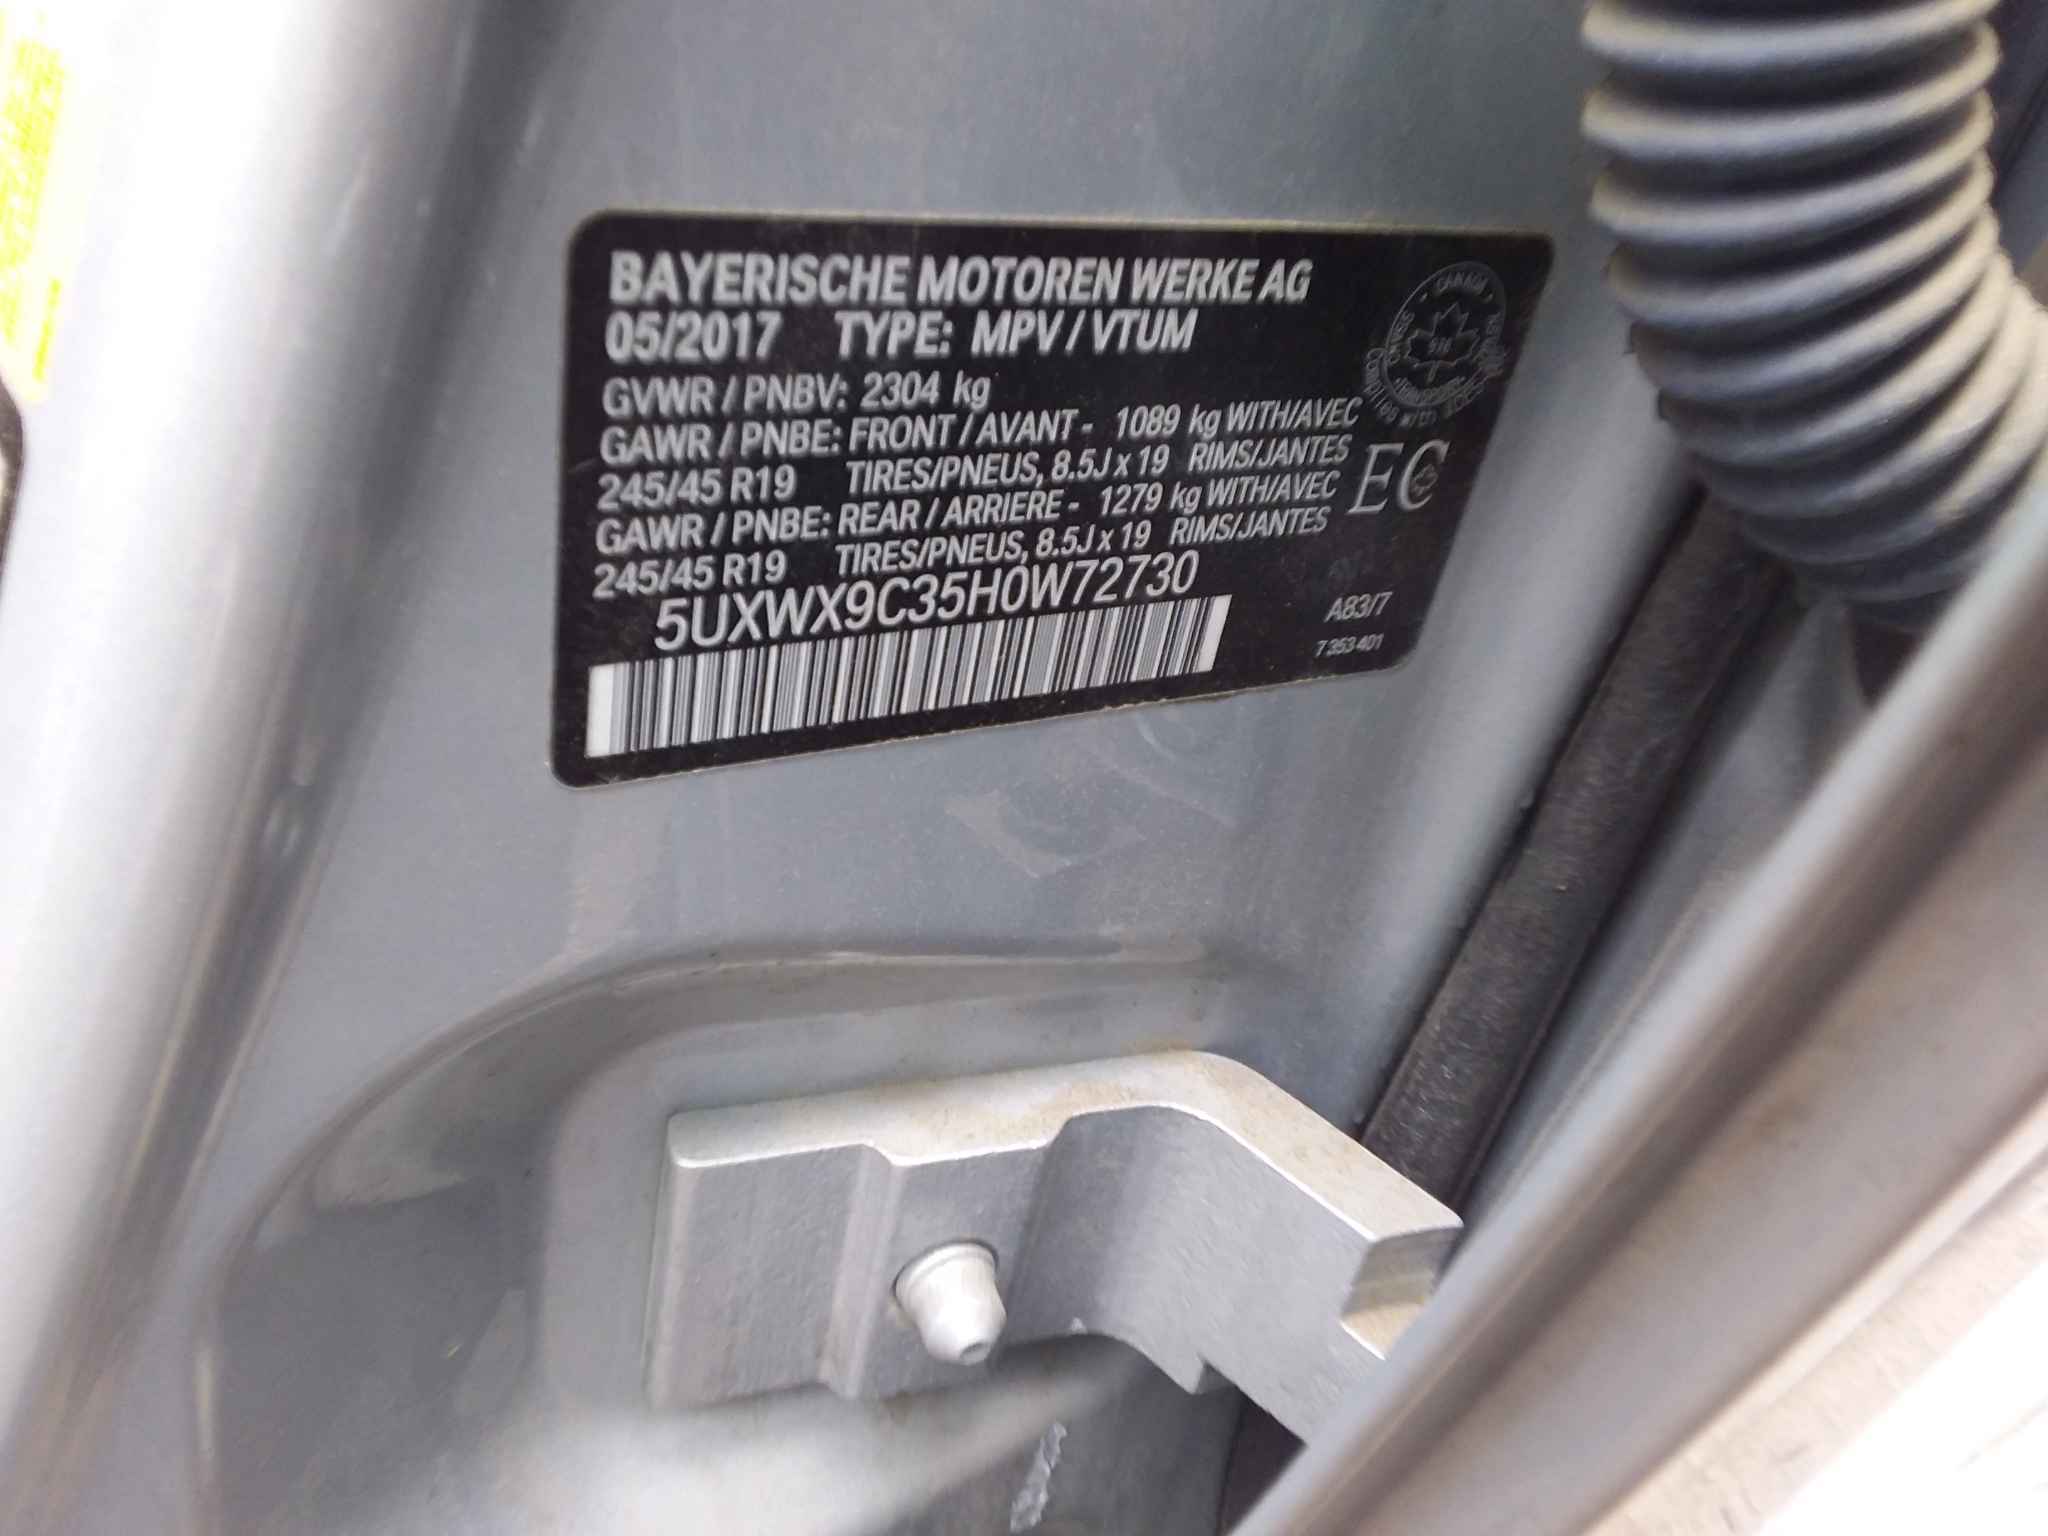 BAYERISCHE MOTOREN WERKE AG
05/2017 TYPE: MPV / VTUM
GVWR / PNBV: 2304 kg
GAWR / PNBE: FRONT / AVANT - 1089 kg WITH/AVEC
245/45 R19 TIRES/PNEUS, 8.5J x 19 RIMS/JANTES
GAWR / PNBE: REAR / ARRIERE - 1279 kg WITH/AVEC
245/45 R19 TIRES/PNEUS, 8.5J x 19 RIMS/JANTES
5UXWX9C35H0W72730
CANADA
EC
A83/7
7 353 401